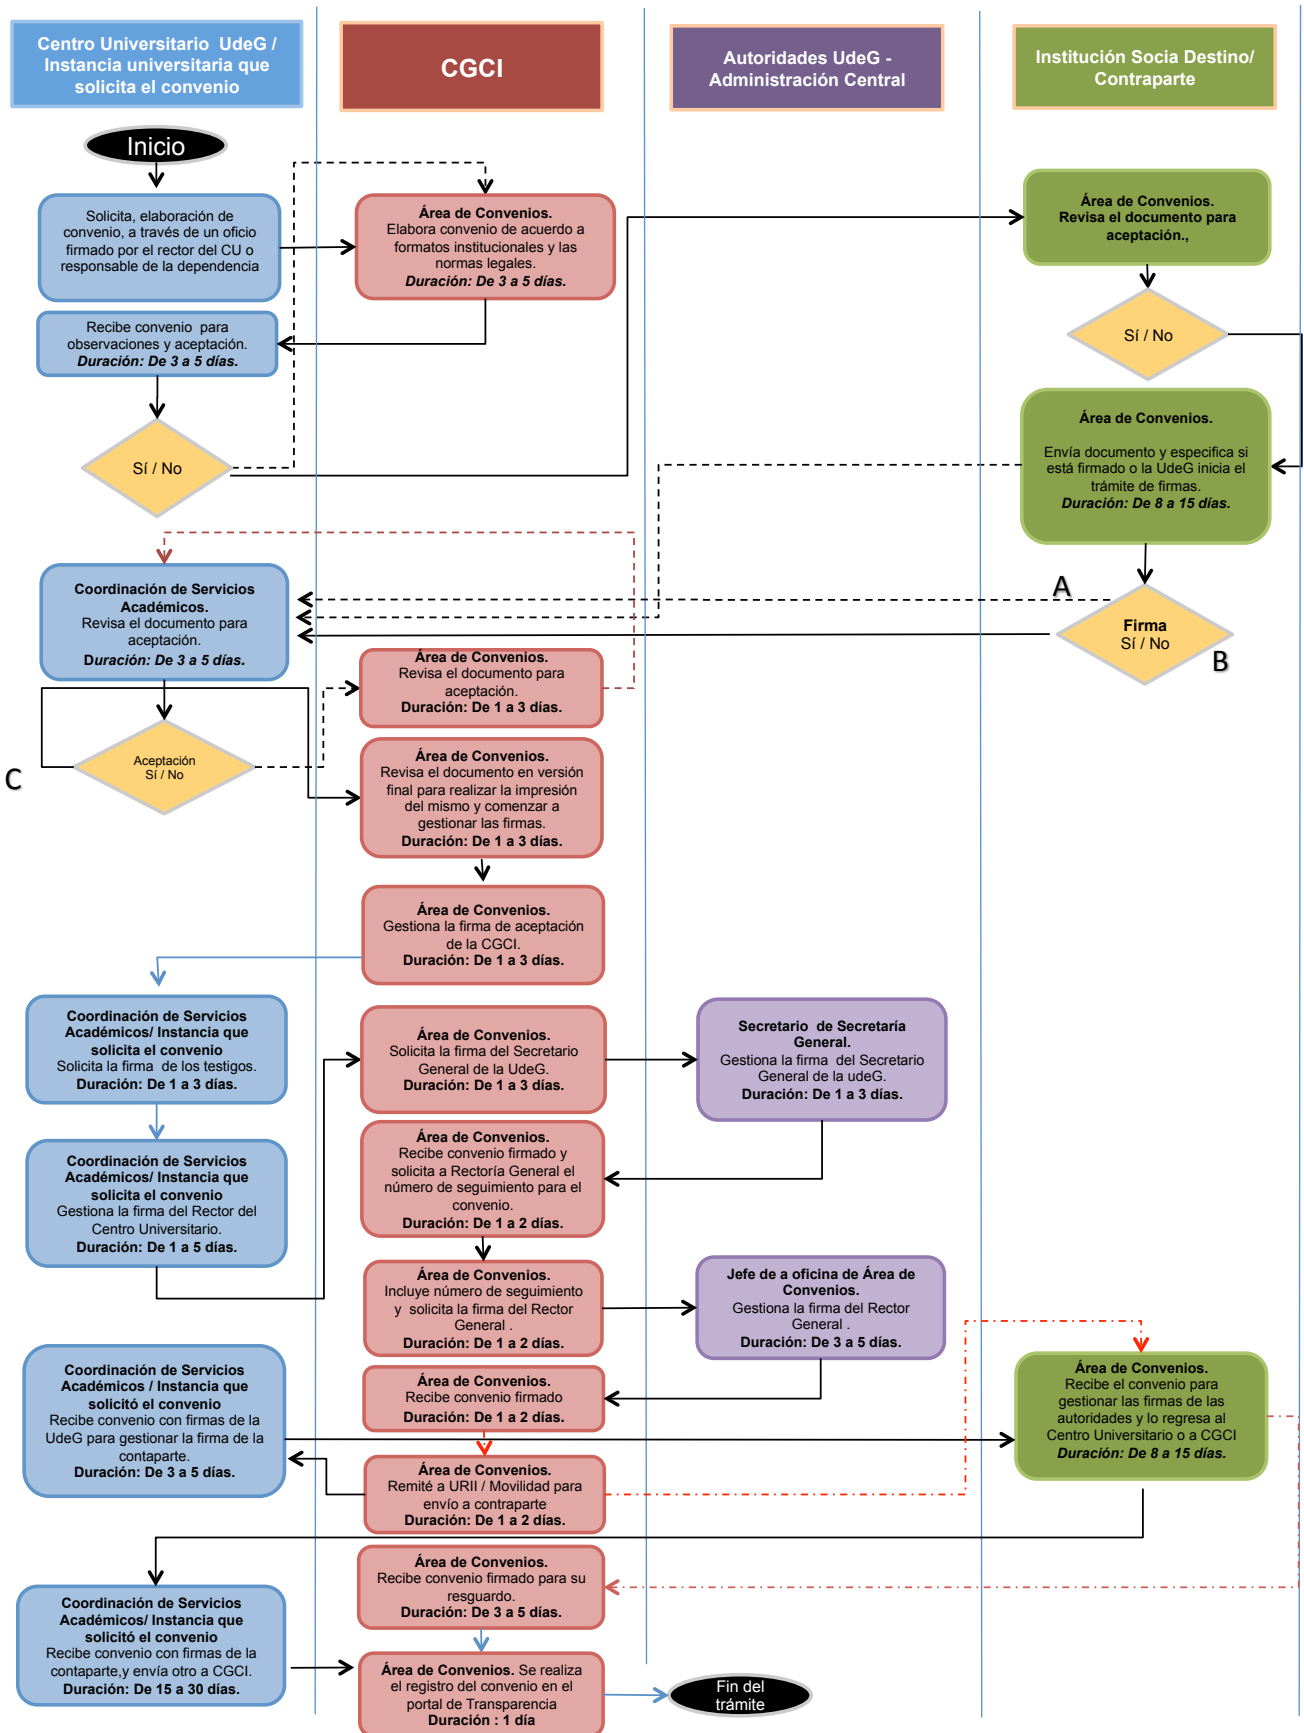 Centro Universitario  UdeG /
Instancia universitaria que
solicita el convenio
CGCI
Autoridades UdeG -
Administración Central
Institución Socia Destino/
Contraparte
Inicio
Solicita, elaboración de
convenio, a través de un oficio
firmado por el rector del CU o
responsable de la dependencia
Área de Convenios.
Elabora convenio de acuerdo a
formatos institucionales y las
normas legales.
Duración: De 3 a 5 días.
Área de Convenios.
Revisa el documento para
aceptación.,
Recibe convenio  para
observaciones y aceptación.
Duración: De 3 a 5 días.
Sí / No
Sí / No
Área de Convenios.
Envía documento y especifica si
está firmado o la UdeG inicia el
trámite de firmas.
Duración: De 8 a 15 días.
Coordinación de Servicios
Académicos.
Revisa el documento para
aceptación.
Duración: De 3 a 5 días.
A
Firma
Sí / No
B
Área de Convenios.
Revisa el documento para
aceptación.
Duración: De 1 a 3 días.
Aceptación
Sí / No
C
Área de Convenios.
Revisa el documento en versión
final para realizar la impresión
del mismo y comenzar a
gestionar las firmas.
Duración: De 1 a 3 días.
Área de Convenios.
Gestiona la firma de aceptación
de la CGCI.
Duración: De 1 a 3 días.
Coordinación de Servicios
Académicos/ Instancia que
solicita el convenio
Solicita la firma  de los testigos.
Duración: De 1 a 3 días.
Área de Convenios.
Solicita la firma del Secretario
General de la UdeG.
Duración: De 1 a 3 días.
Secretario  de Secretaría
General.
Gestiona la firma  del Secretario
General de la udeG.
Duración: De 1 a 3 días.
Área de Convenios.
Recibe convenio firmado y
solicita a Rectoría General el
número de seguimiento para el
convenio.
Duración: De 1 a 2 días.
Coordinación de Servicios
Académicos/ Instancia que
solicita el convenio
Gestiona la firma del Rector del
Centro Universitario.
Duración: De 1 a 5 días.
Área de Convenios.
Incluye número de seguimiento
y  solicita la firma del Rector
General .
Duración: De 1 a 2 días.
Jefe de a oficina de Área de
Convenios.
Gestiona la firma del Rector
General .
Duración: De 3 a 5 días.
Coordinación de Servicios
Académicos / Instancia que
solicitó el convenio
Recibe convenio con firmas de la
UdeG para gestionar la firma de la
contaparte.
Duración: De 3 a 5 días.
Área de Convenios.
Recibe convenio firmado
Duración: De 1 a 2 días.
Área de Convenios.
Recibe el convenio para
gestionar las firmas de las
autoridades y lo regresa al
Centro Universitario o a CGCI
Duración: De 8 a 15 días.
Área de Convenios.
Remité a URII / Movilidad para
envío a contraparte
Duración: De 1 a 2 días.
Área de Convenios.
Recibe convenio firmado para su
resguardo.
Duración: De 3 a 5 días.
Coordinación de Servicios
Académicos/ Instancia que
solicitó el convenio
Recibe convenio con firmas de la
contaparte,y envía otro a CGCI.
Duración: De 15 a 30 días.
Área de Convenios. Se realiza
el registro del convenio en el
portal de Transparencia
Duración : 1 día
Fin del
trámite